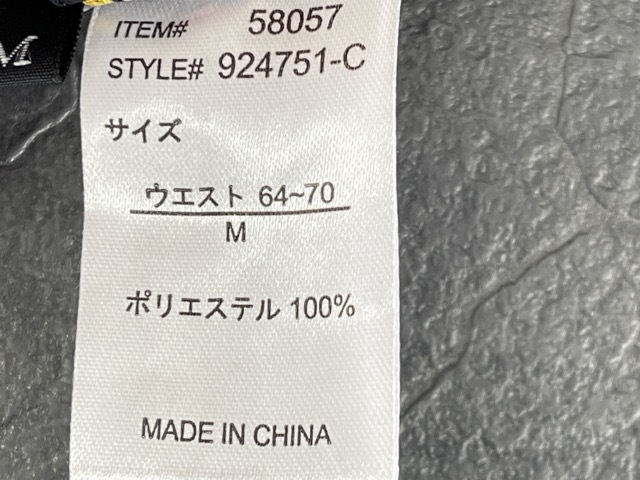 ITEM# 58057
STYLE# 924751-C
サイズ
ウエスト 64~70
M
ポリエステル 100%
MADE IN CHINA
M